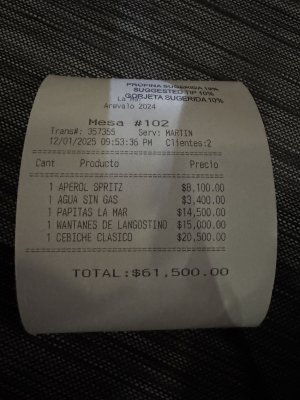 PROPINA SUGERIDA 10%
SUGGESTED TIP 10%
GORJETA SUGERIDA 10%
La Mar
Arevalo 2024
Mesa #102
Trans#: 357355 Serv: MARTIN
12/01/2025 09:53:36 PM Clientes:2
Cant Producto Precio
1 APEROL SPRITZ $8,100.00
1 AGUA SIN GAS $3,400.00
1 PAPITAS LA MAR $14,500.00
1 WANTANES DE LANGOSTINO $15,000.00
1 CEBICHE CLASICO $20,500.00
TOTAL:$61,500.00